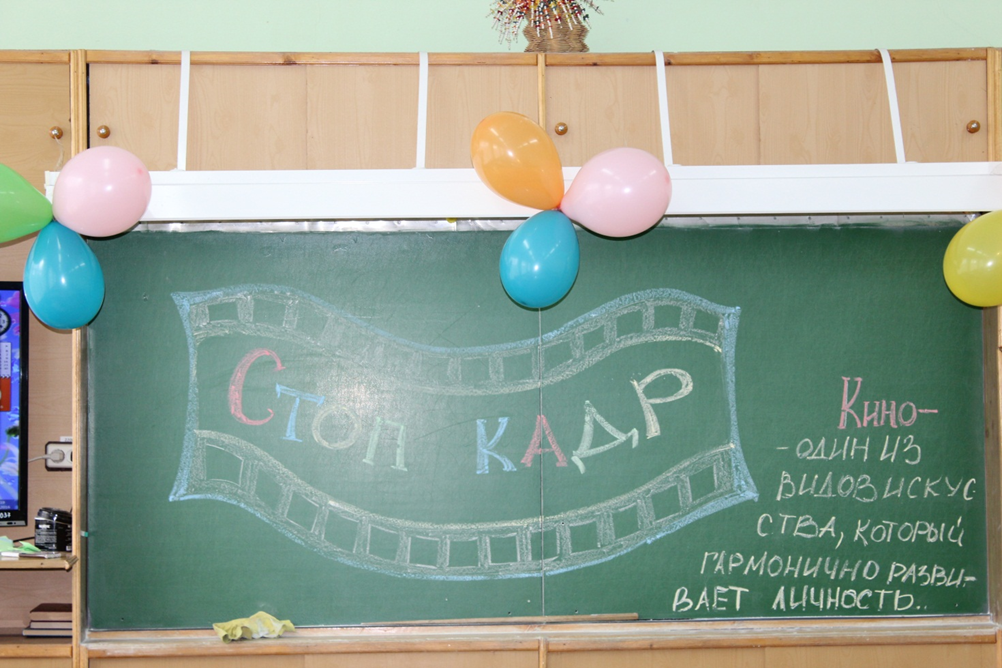 Стоп кадр
Кино-
- один из
видов искус
ства, который
гармонично разви-
вает личность..